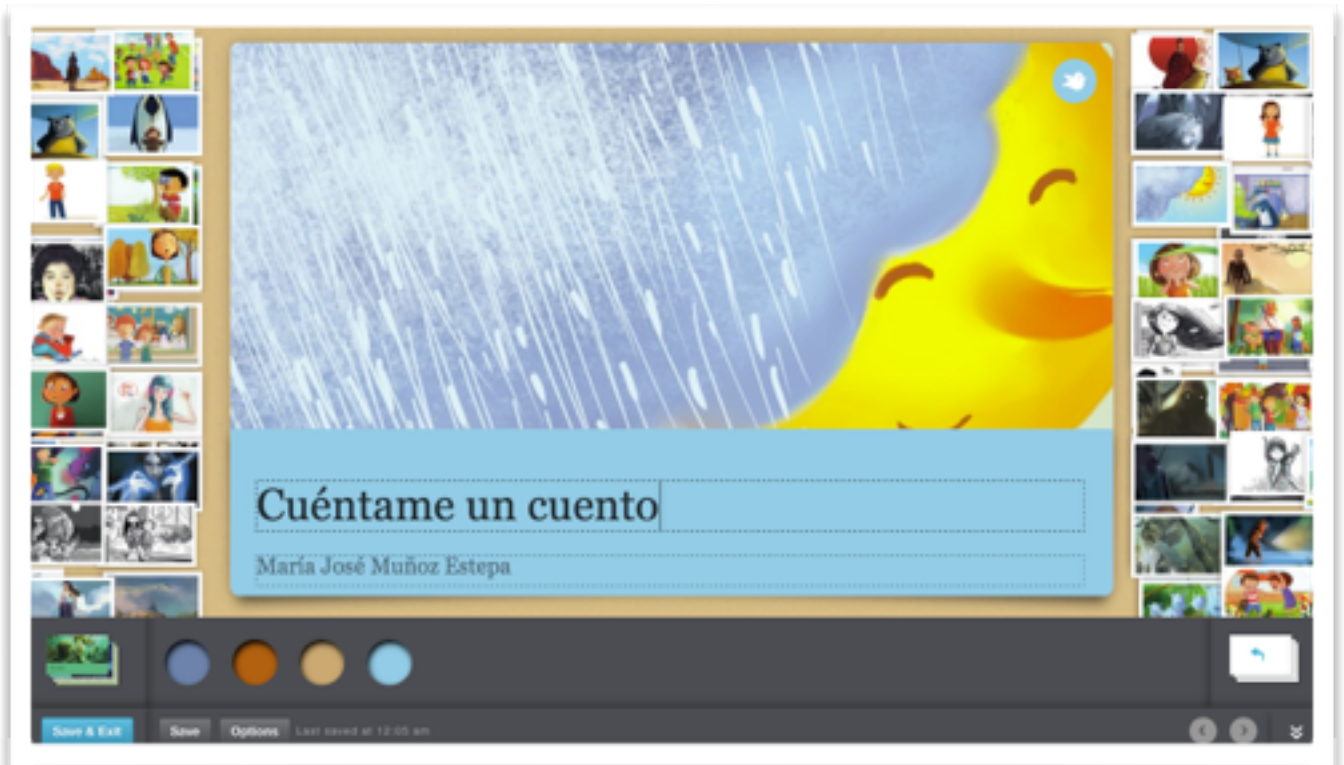 Cuéntame un cuento
María José Muñoz Estepa
Save & Exit
Save
Options
Last saved at 12:05 am